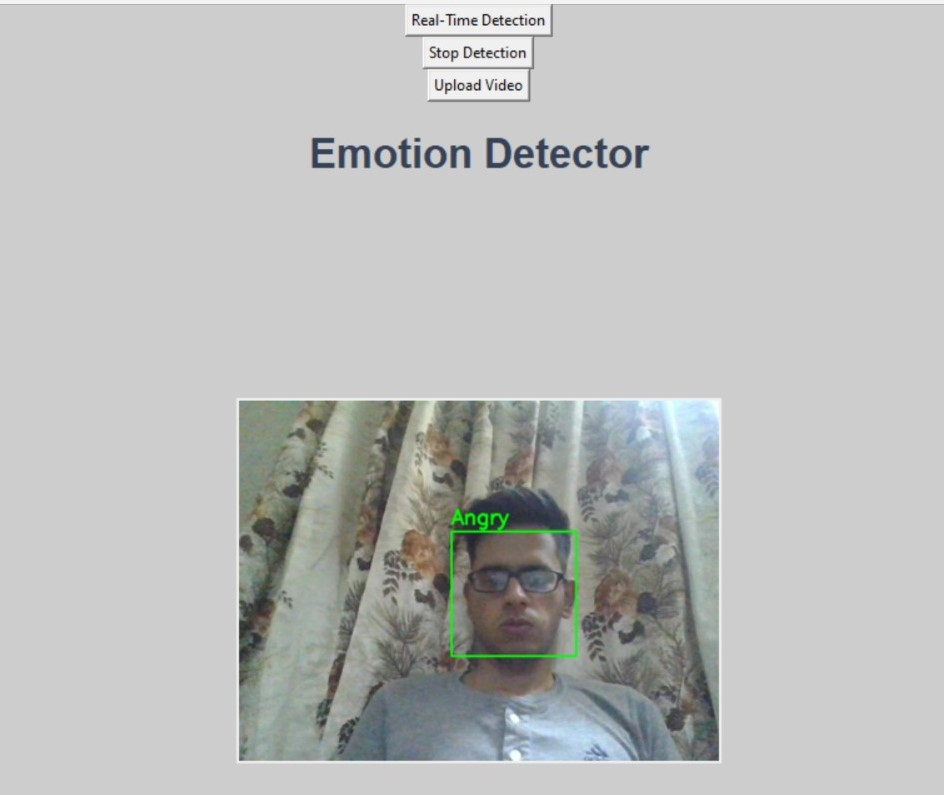 Real-Time Detection
Stop Detection
Upload Video
Emotion Detector
Angry